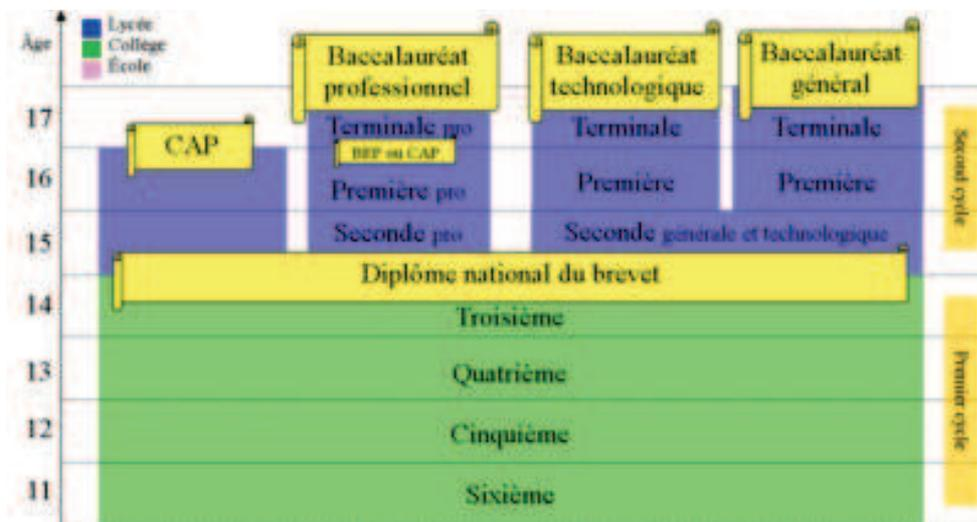 Âge
Lycée
Collège
École
Baccalauréat
professionnel
Baccalauréat
technologique
Baccalauréat
général
17
CAP
Terminale pro
Terminale
Terminale
BEP ou CAP
16
Première pro
Première
Première
15
Seconde pro
Seconde générale et technologique
Second cycle
Diplôme national du brevet
14
Troisième
13
Quatrième
12
Cinquième
11
Sixième
Premier cycle